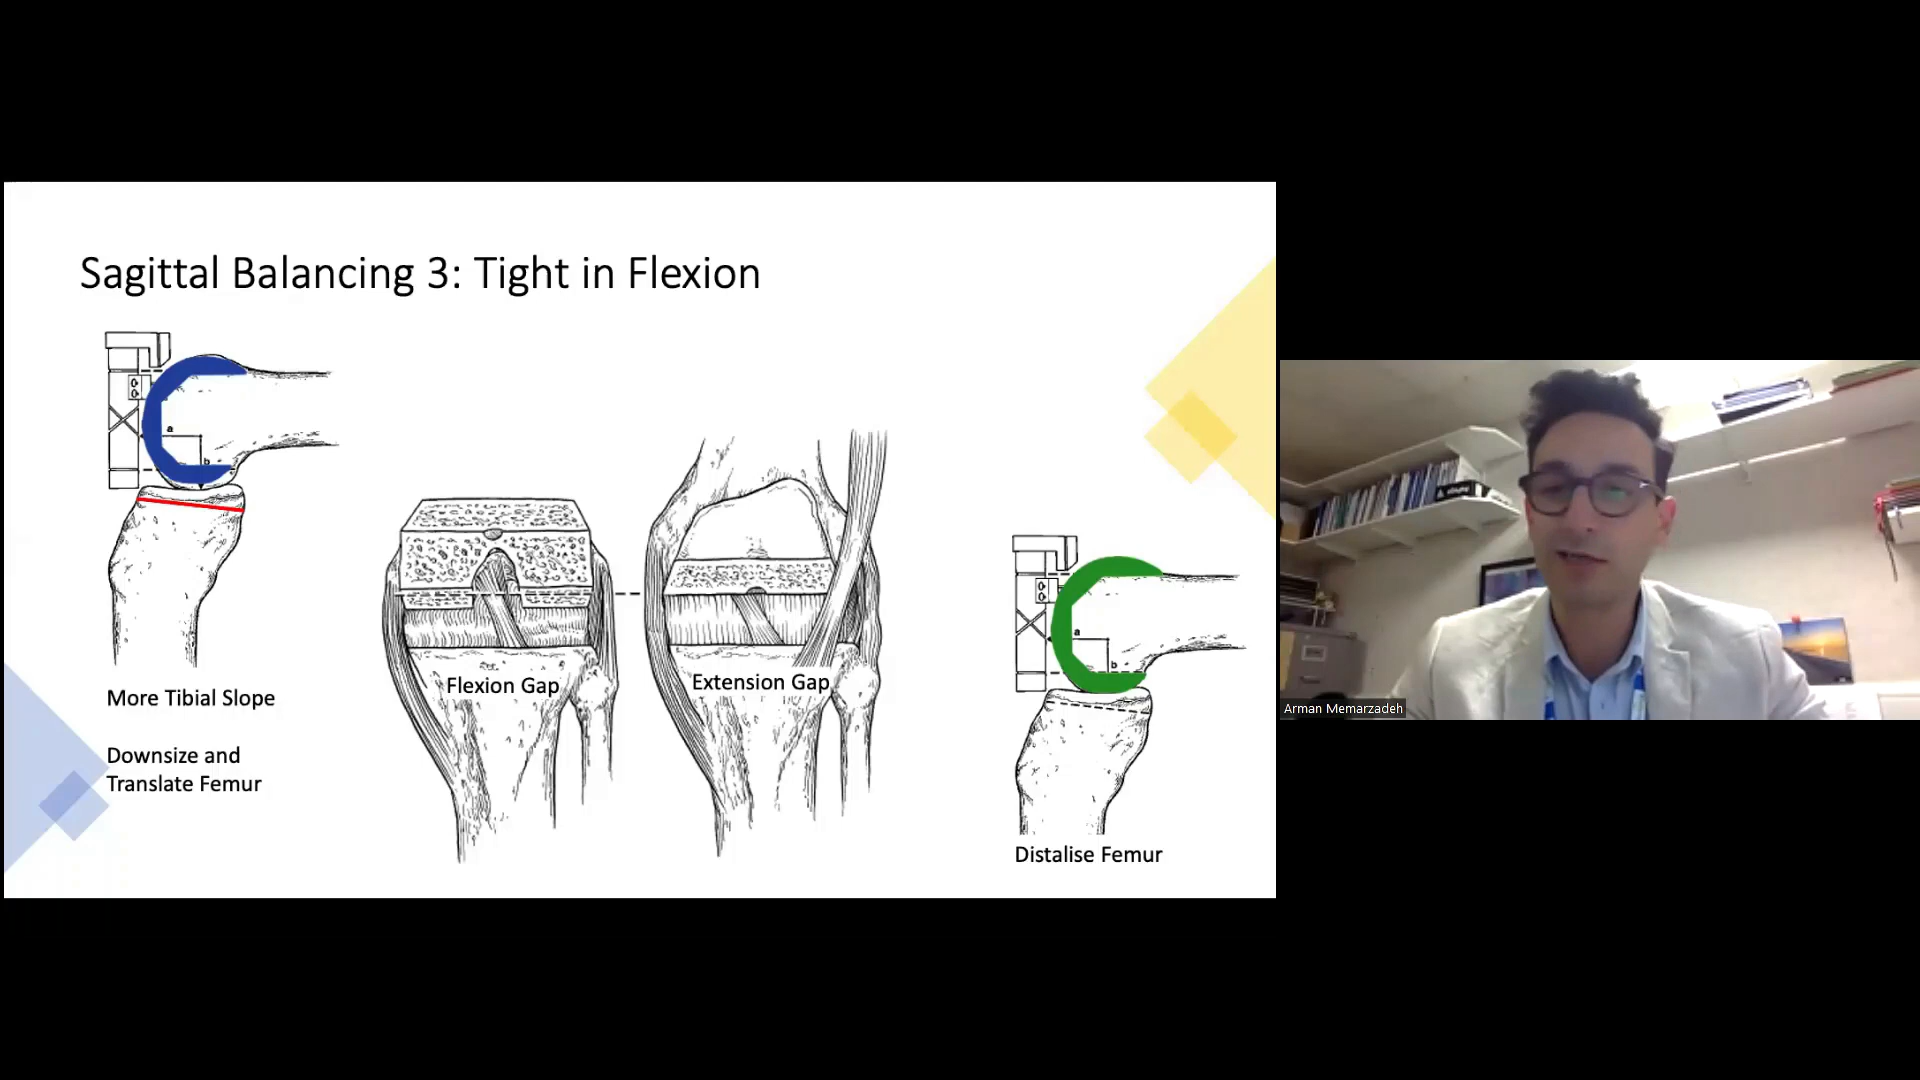 Sagittal Balancing 3: Tight in Flexion
a
b
More Tibial Slope
Downsize and
Translate Femur
Flexion Gap
Extension Gap
a
b
Distalise Femur
Arman Memarzadeh